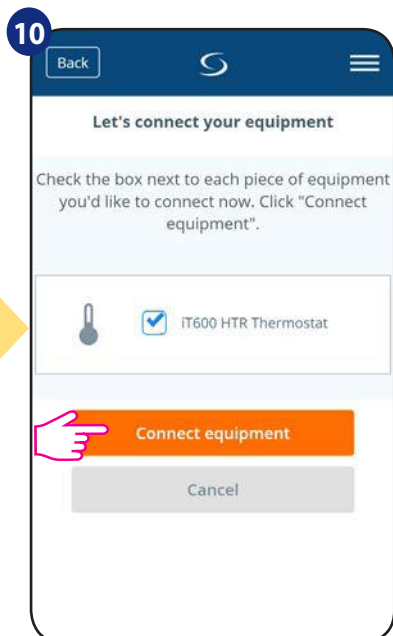 10
Back
Let's connect your equipment
Check the box next to each piece of equipment
you'd like to connect now. Click "Connect
equipment".
iT600 HTR Thermostat
Connect equipment
Cancel